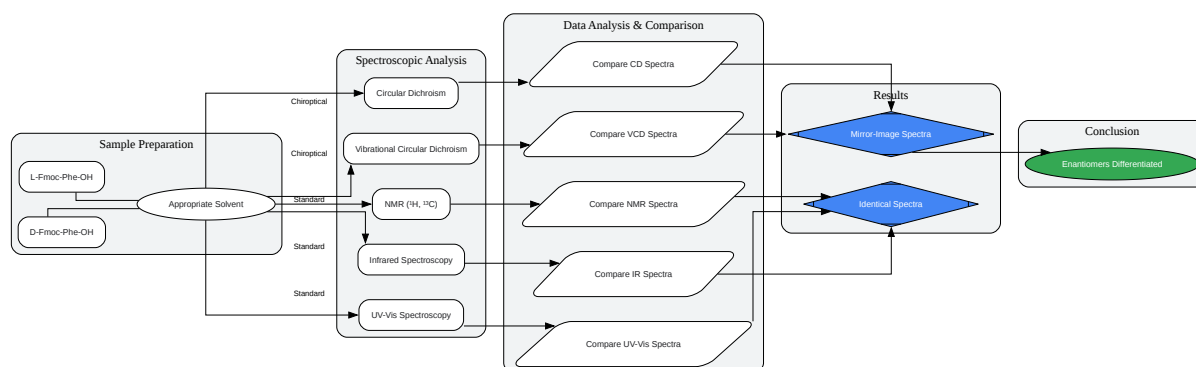 Sample Preparation
L-Fmoc-Phe-OH
D-Fmoc-Phe-OH
Appropriate Solvent
Chiroptical
Chiroptical
Standard
Standard
Standard
Spectroscopic Analysis
Circular Dichroism
Vibrational Circular Dichroism
NMR (¹H, ¹³C)
Infrared Spectroscopy
UV-Vis Spectroscopy
Data Analysis & Comparison
Compare CD Spectra
Compare VCD Spectra
Compare NMR Spectra
Compare IR Spectra
Compare UV-Vis Spectra
Results
Mirror-Image Spectra
Identical Spectra
Conclusion
Enantiomers Differentiated